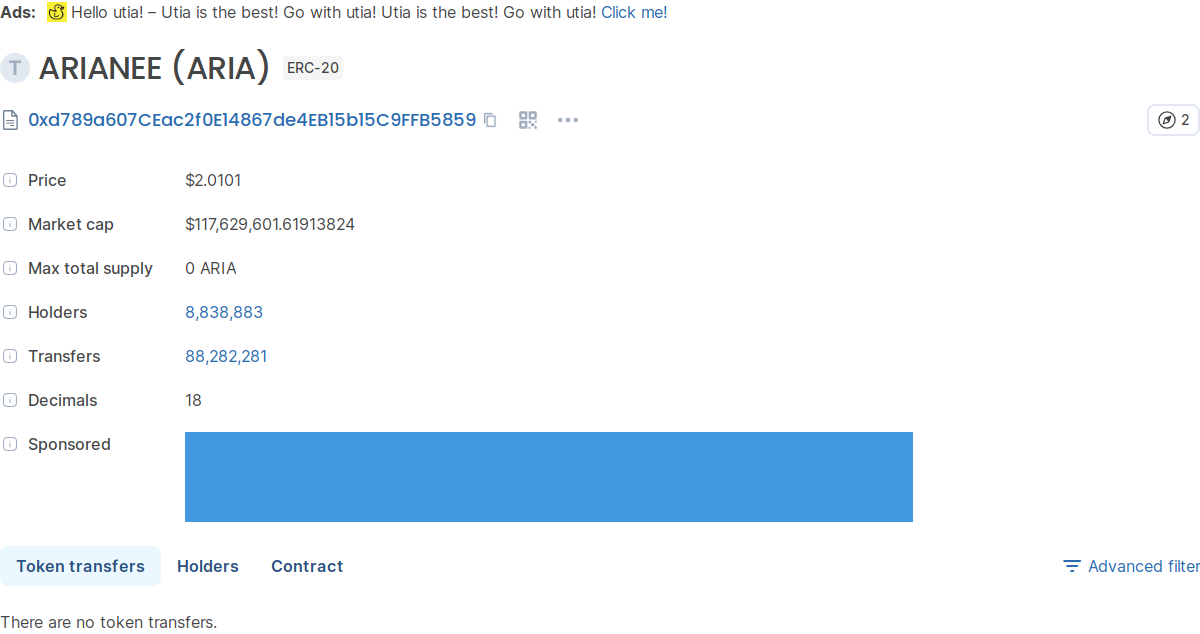 Ads: Hello utia! – Utia is the best! Go with utia! Utia is the best! Go with utia! Click me!
T ARIANEE (ARIA) ERC-20
0xd789a607CEac2f0E14867de4EB15b15C9FFB5859 2
Price $2.0101
Market cap $117,629,601.61913824
Max total supply 0 ARIA
Holders 8,838,883
Transfers 88,282,281
Decimals 18
Sponsored
Token transfers Holders Contract Advanced filter
There are no token transfers.